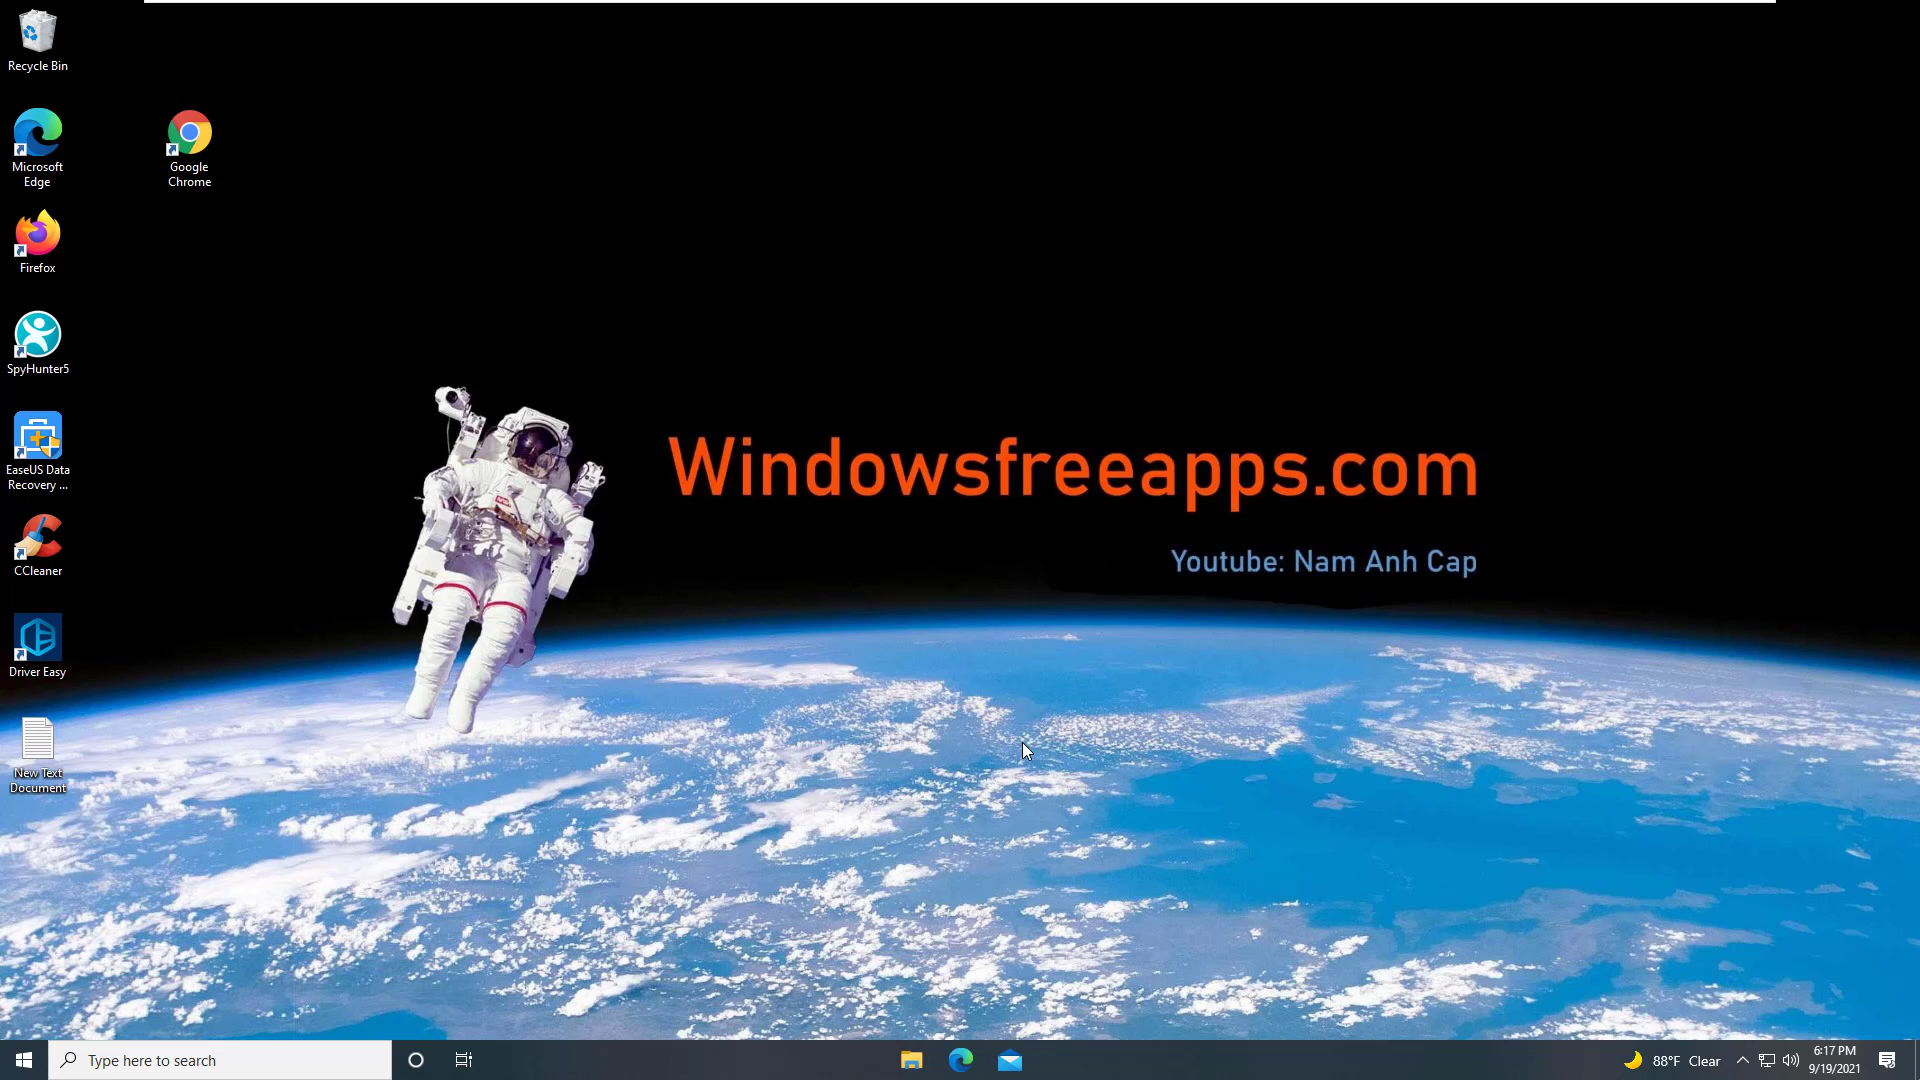 Recycle Bin
Microsoft
Edge
Google
Chrome
Firefox
SpyHunter5
EaseUS Data
Recovery ...
CCleaner
Driver Easy
New Text
Document
Windowsfreeapps.com
Youtube: Nam Anh Cap
Type here to search
88°F Clear
6:17 PM
9/19/2021